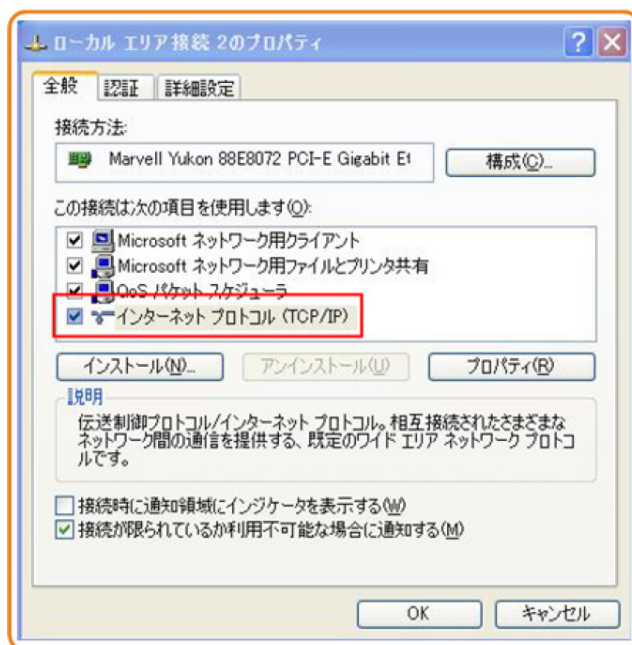 ローカル エリア接続 2のプロパティ
全般 認証 詳細設定
接続方法:
Marvell Yukon 88E8072 PCI-E Gigabit Et
構成(C)...
この接続は次の項目を使用します(O):
Microsoft ネットワーク用クライアント
Microsoft ネットワーク用ファイルとプリンタ共有
QoS パケット スケジューラ
インターネット プロトコル (TCP/IP)
インストール(N)... アンインストール(U) プロパティ(R)
説明
伝送制御プロトコル/インターネット プロトコル。相互接続されたさまざまな
ネットワーク間の通信を提供する、既定のワイド エリア ネットワーク プロトコ
ルです。
接続時に通知領域にインジケータを表示する(W)
接続が限られているか利用不可能な場合に通知する(M)
OK キャンセル